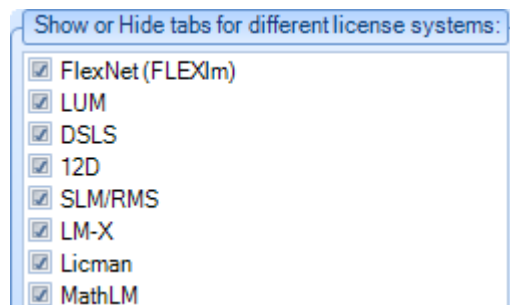 Show or Hide tabs for different license systems:
FlexNet (FLEXlm)
LUM
DSLS
12D
SLM/RMS
LM-X
Licman
MathLM